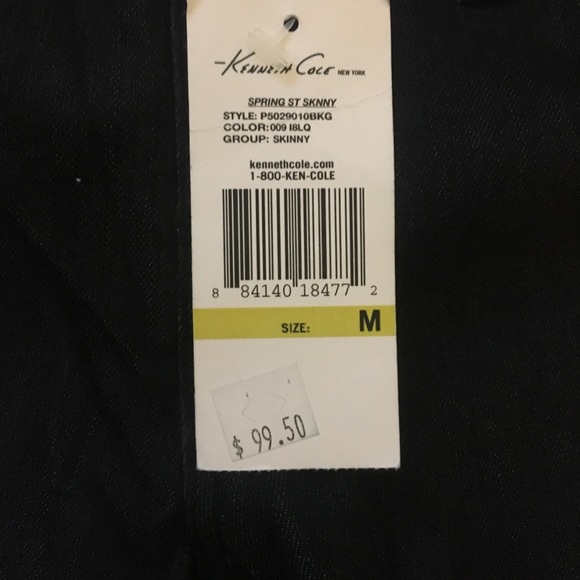 Kenneth Cole NEW YORK
SPRING ST SKNNY
STYLE: P5029010BKG
COLOR:009 I8LQ
GROUP: SKINNY
kennethcole.com
1-800-KEN-COLE
8 84140 18477 2
SIZE: M
$ 99.50